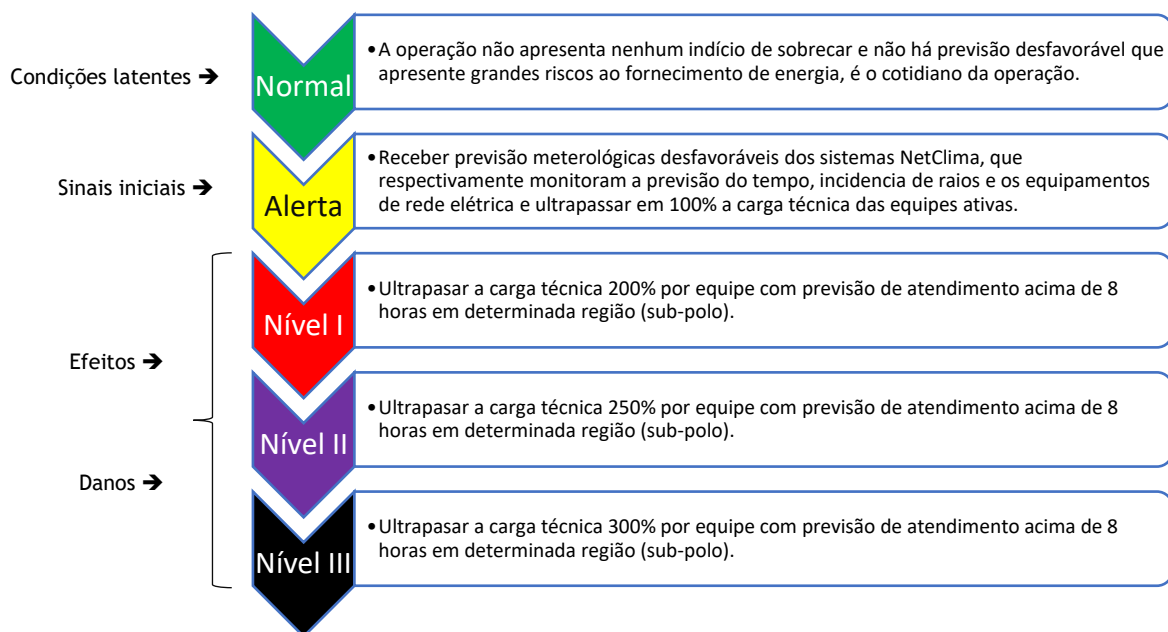 Condições latentes ➔
Normal
•A operação não apresenta nenhum indício de sobrecar e não há previsão desfavorável que
apresente grandes riscos ao fornecimento de energia, é o cotidiano da operação.
Sinais iniciais ➔
Alerta
•Receber previsão meterológicas desfavoráveis dos sistemas NetClima, que
respectivamente monitoram a previsão do tempo, incidencia de raios e os equipamentos
de rede elétrica e ultrapassar em 100% a carga técnica das equipes ativas.
Efeitos ➔
Nível I
•Ultrapasar a carga técnica 200% por equipe com previsão de atendimento acima de 8
horas em determinada região (sub-polo).
Nível II
•Ultrapasar a carga técnica 250% por equipe com previsão de atendimento acima de 8
horas em determinada região (sub-polo).
Danos ➔
Nível III
•Ultrapasar a carga técnica 300% por equipe com previsão de atendimento acima de 8
horas em determinada região (sub-polo).